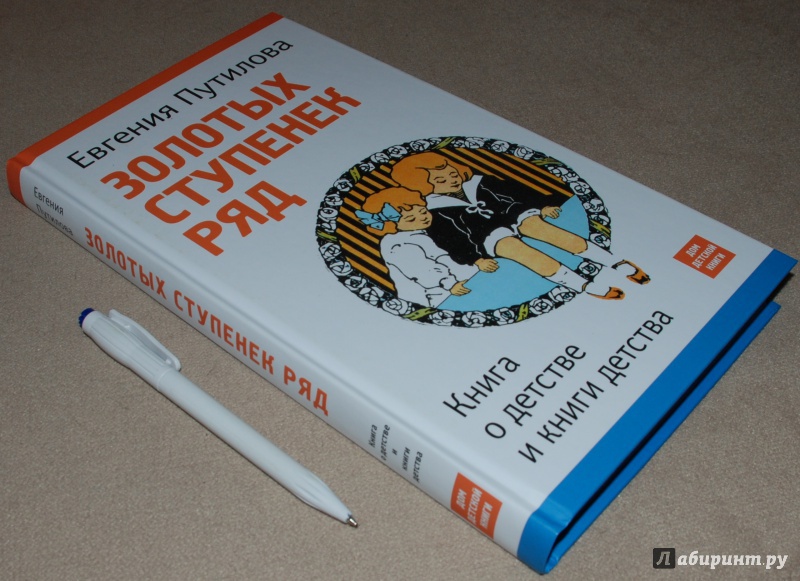 Евгения Путилова
ЗОЛОТЫХ
СТУПЕНЕК
РЯД
ДОМ
ДЕТСКОЙ
КНИГИ
Книга
о детстве
и книги детства
Евгения
Путилова
ЗОЛОТЫХ СТУПЕНЕК РЯД
Книга
о детстве
и
книги
детства
ДОМ
ДЕТСКОЙ
КНИГИ
Лабиринт.ру